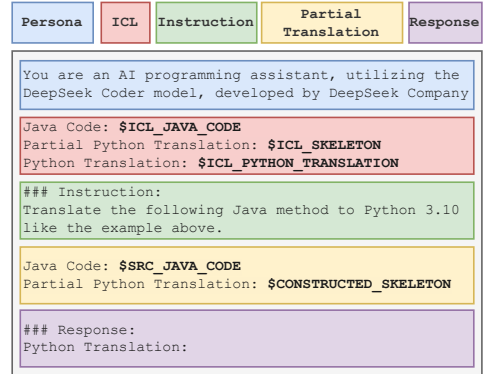 Persona
ICL
Instruction
Partial
Translation
Response
You are an AI programming assistant, utilizing the
DeepSeek Coder model, developed by DeepSeek Company
Java Code: $ICL_JAVA_CODE
Partial Python Translation: $ICL_SKELETON
Python Translation: $ICL_PYTHON_TRANSLATION
### Instruction:
Translate the following Java method to Python 3.10
like the example above.
Java Code: $SRC_JAVA_CODE
Partial Python Translation: $CONSTRUCTED_SKELETON
### Response:
Python Translation: